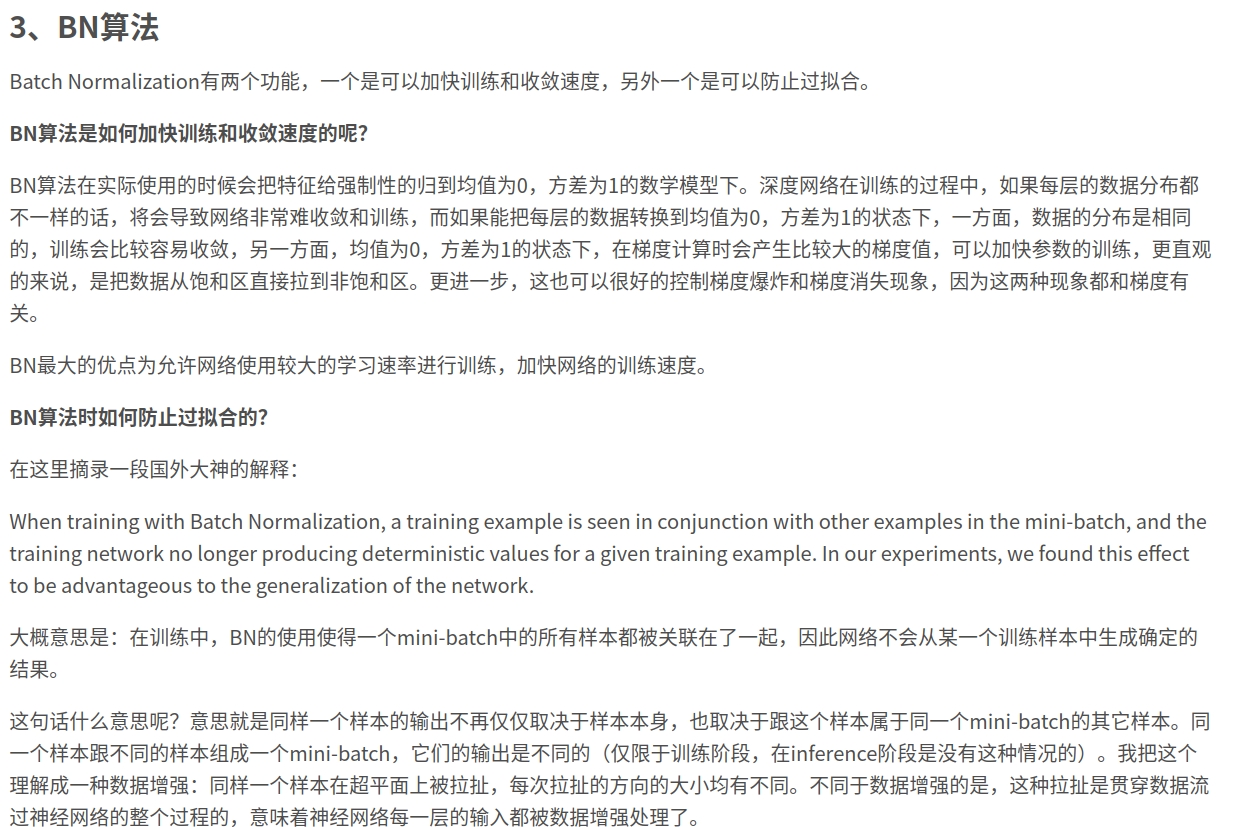 3、BN算法
Batch Normalization有两个功能，一个是可以加快训练和收敛速度，另外一个是可以防止过拟合。
BN算法是如何加快训练和收敛速度的呢？
BN算法在实际使用的时候会把特征给强制性的归到均值为0，方差为1的数学模型下。深度网络在训练的过程中，如果每层的数据分布都
不一样的话，将会导致网络非常难收敛和训练，而如果能把每层的数据转换到均值为0，方差为1的状态下，一方面，数据的分布是相同
的，训练会比较容易收敛，另一方面，均值为0，方差为1的状态下，在梯度计算时会产生比较大的梯度值，可以加快参数的训练，更直观
的来说，是把数据从饱和区直接拉到非饱和区。更进一步，这也可以很好的控制梯度爆炸和梯度消失现象，因为这两种现象都和梯度有
关。
BN最大的优点为允许网络使用较大的学习速率进行训练，加快网络的训练速度。
BN算法时如何防止过拟合的？
在这里摘录一段国外大神的解释：
When training with Batch Normalization, a training example is seen in conjunction with other examples in the mini-batch, and the
training network no longer producing deterministic values for a given training example. In our experiments, we found this effect
to be advantageous to the generalization of the network.
大概意思是：在训练中，BN的使用使得一个mini-batch中的所有样本都被关联在了一起，因此网络不会从某一个训练样本中生成确定的
结果。
这句话什么意思呢？意思就是同样一个样本的输出不再仅仅取决于样本本身，也取决于跟这个样本属于同一个mini-batch的其它样本。同
一个样本跟不同的样本组成一个mini-batch，它们的输出是不同的（仅限于训练阶段，在inference阶段是没有这种情况的）。我把这个
理解成一种数据增强：同样一个样本在超平面上被拉扯，每次拉扯的方向的大小均有不同。不同于数据增强的是，这种拉扯是贯穿数据流
过神经网络的整个过程的，意味着神经网络每一层的输入都被数据增强处理了。